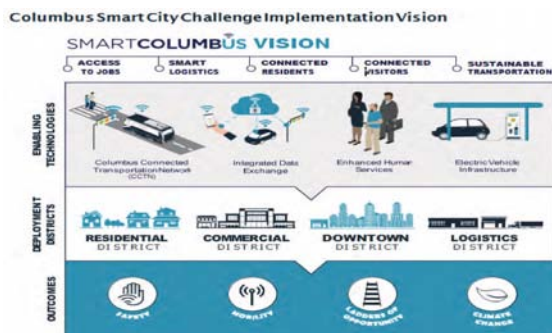 Columbus Smart City Challenge Implementation Vision
SMARTCOLUMBUS VISION
ACCESS TO JOBS
SMART LOGISTICS
CONNECTED RESIDENTS
CONNECTED VISITORS
SUSTAINABLE TRANSPORTATION
ENABLING TECHNOLOGIES
Columbus Connected
Transportation Network
(CCTN)
Integrated Data
Exchange
Enhanced Human
Services
Electric Vehicle
Infrastructure
DEPLOYMENT DISTRICTS
RESIDENTIAL
DISTRICT
COMMERCIAL
DISTRICT
DOWNTOWN
DISTRICT
LOGISTICS
DISTRICT
OUTCOMES
SAFETY
MOBILITY
LADDERS OF
OPPORTUNITY
CLIMATE
CHANGE